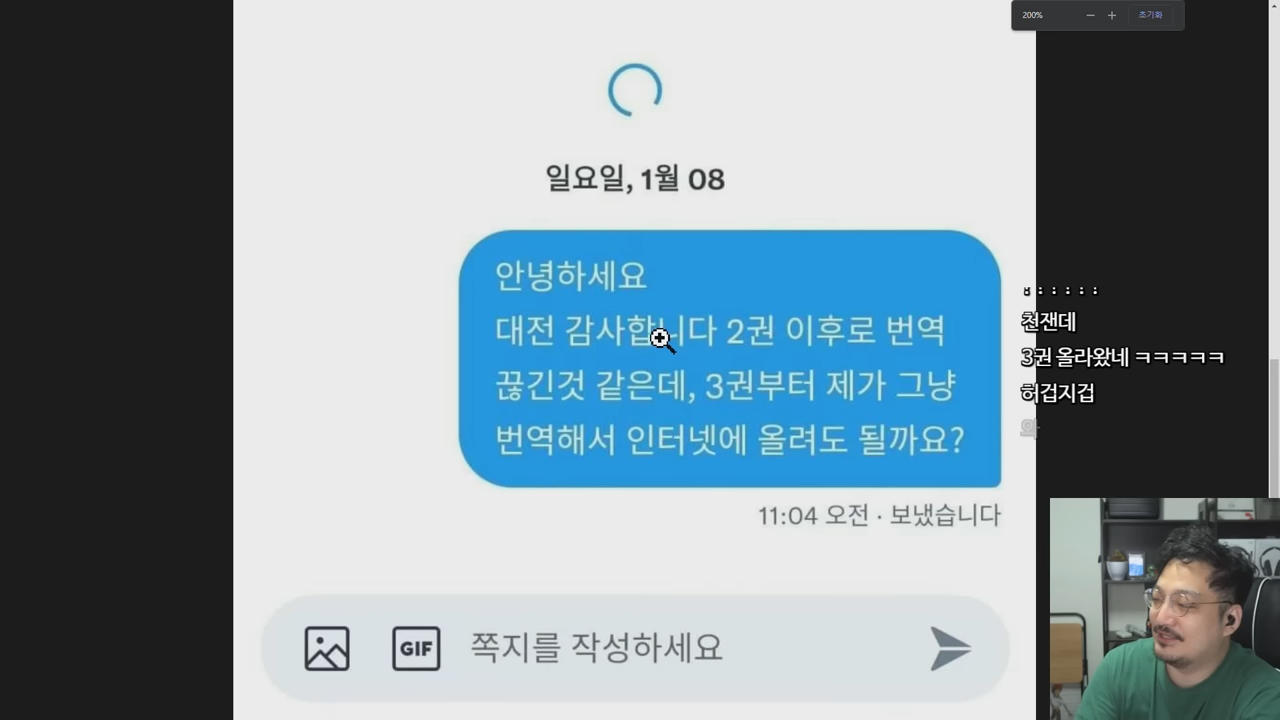 200%
초기화
일요일, 1월 08
안녕하세요
대전 감사합니다 2권 이후로 번역
끊긴것 같은데, 3권부터 제가 그냥
번역해서 인터넷에 올려도 될까요?
11:04 오전 · 보냈습니다
GIF
쪽지를 작성하세요
천잰데
3권 올라왔네 ㅋㅋㅋㅋㅋ
허겁지겁